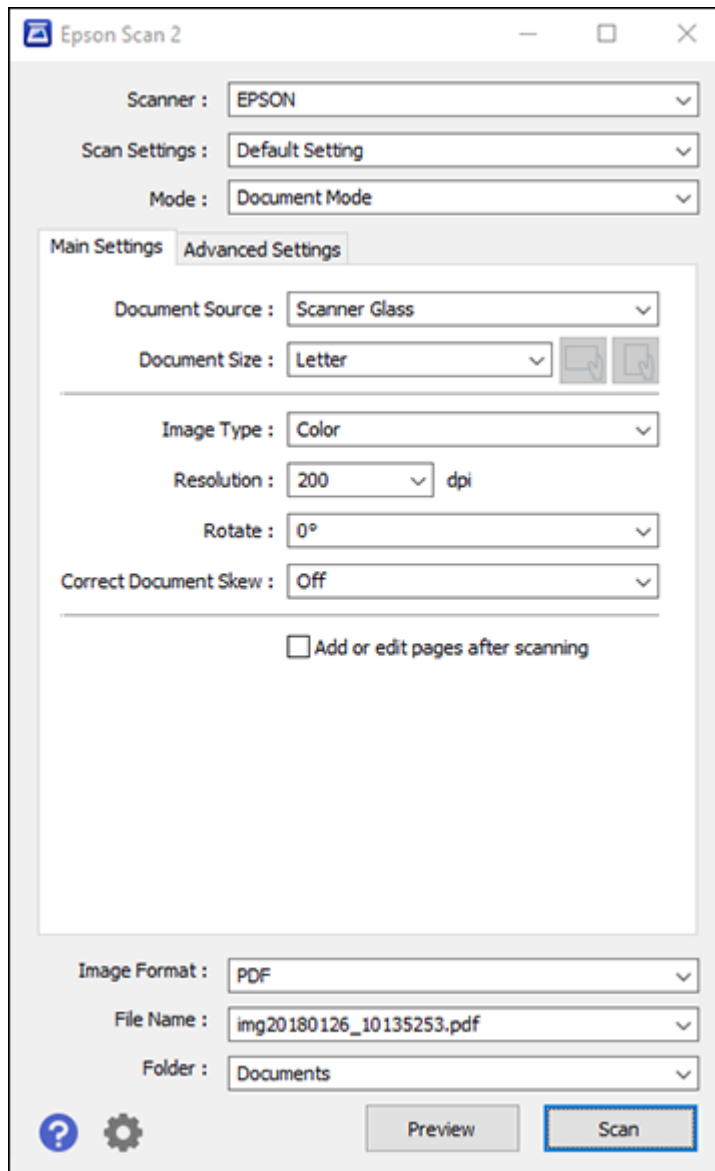 Epson Scan 2
Scanner : EPSON
Scan Settings : Default Setting
Mode : Document Mode
Main Settings Advanced Settings
Document Source : Scanner Glass
Document Size : Letter
Image Type : Color
Resolution : 200 dpi
Rotate : 0°
Correct Document Skew : Off
Add or edit pages after scanning
Image Format : PDF
File Name : img20180126_10135253.pdf
Folder : Documents
? Preview Scan